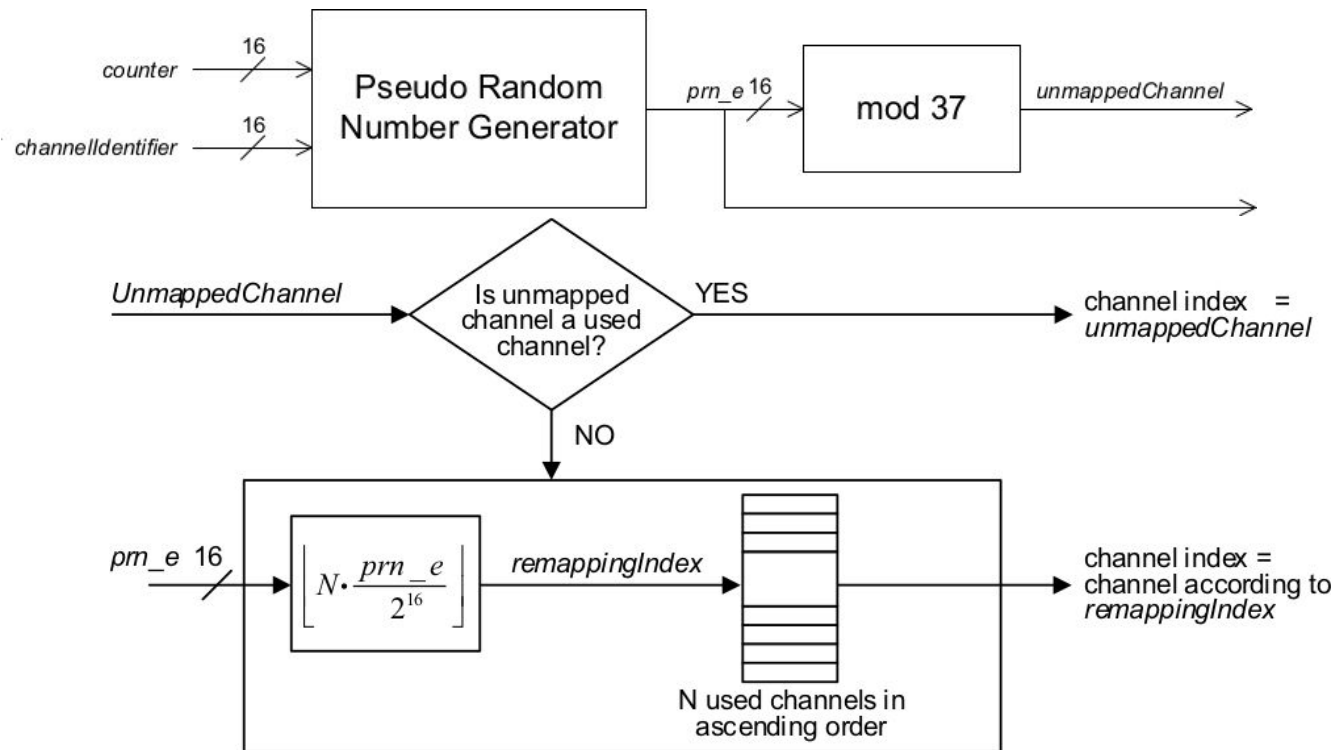 16
counter
16
channelIdentifier
Pseudo Random
Number Generator
prn_e 16
mod 37
unmappedChannel
UnmappedChannel
Is unmapped
channel a used
channel?
YES
channel index =
unmappedChannel
NO
prn_e 16
⌊N·prn_e/2^16⌋
remappingIndex
N used channels in
ascending order
channel index =
channel according to
remappingIndex